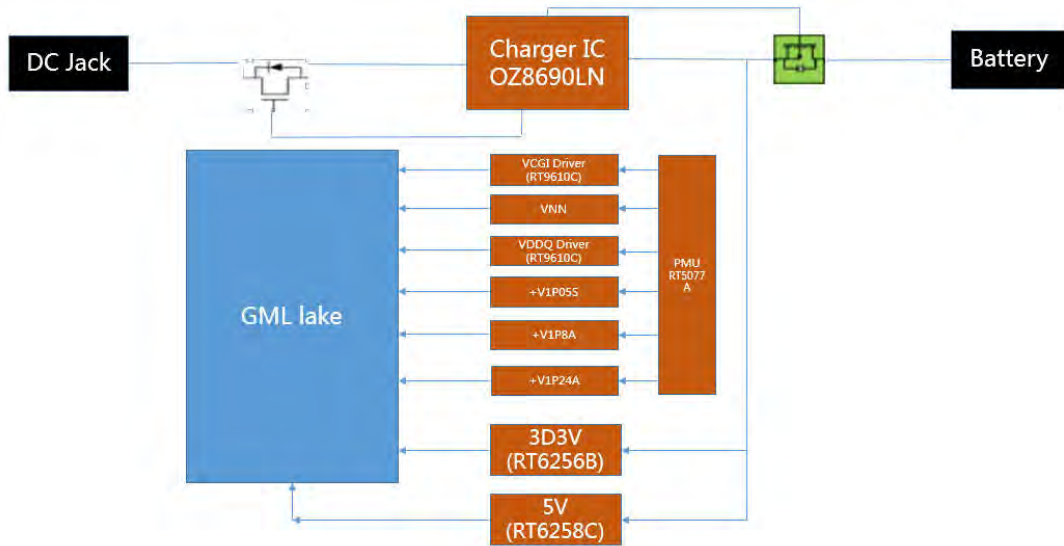 DC Jack
Charger IC
OZ8690LN
Battery
GML lake
VCGI Driver
(RT9610C)
VNN
VDDQ Driver
(RT9610C)
+V1P05S
+V1P8A
+V1P24A
PMU
RT5077
A
3D3V
(RT6256B)
5V
(RT6258C)